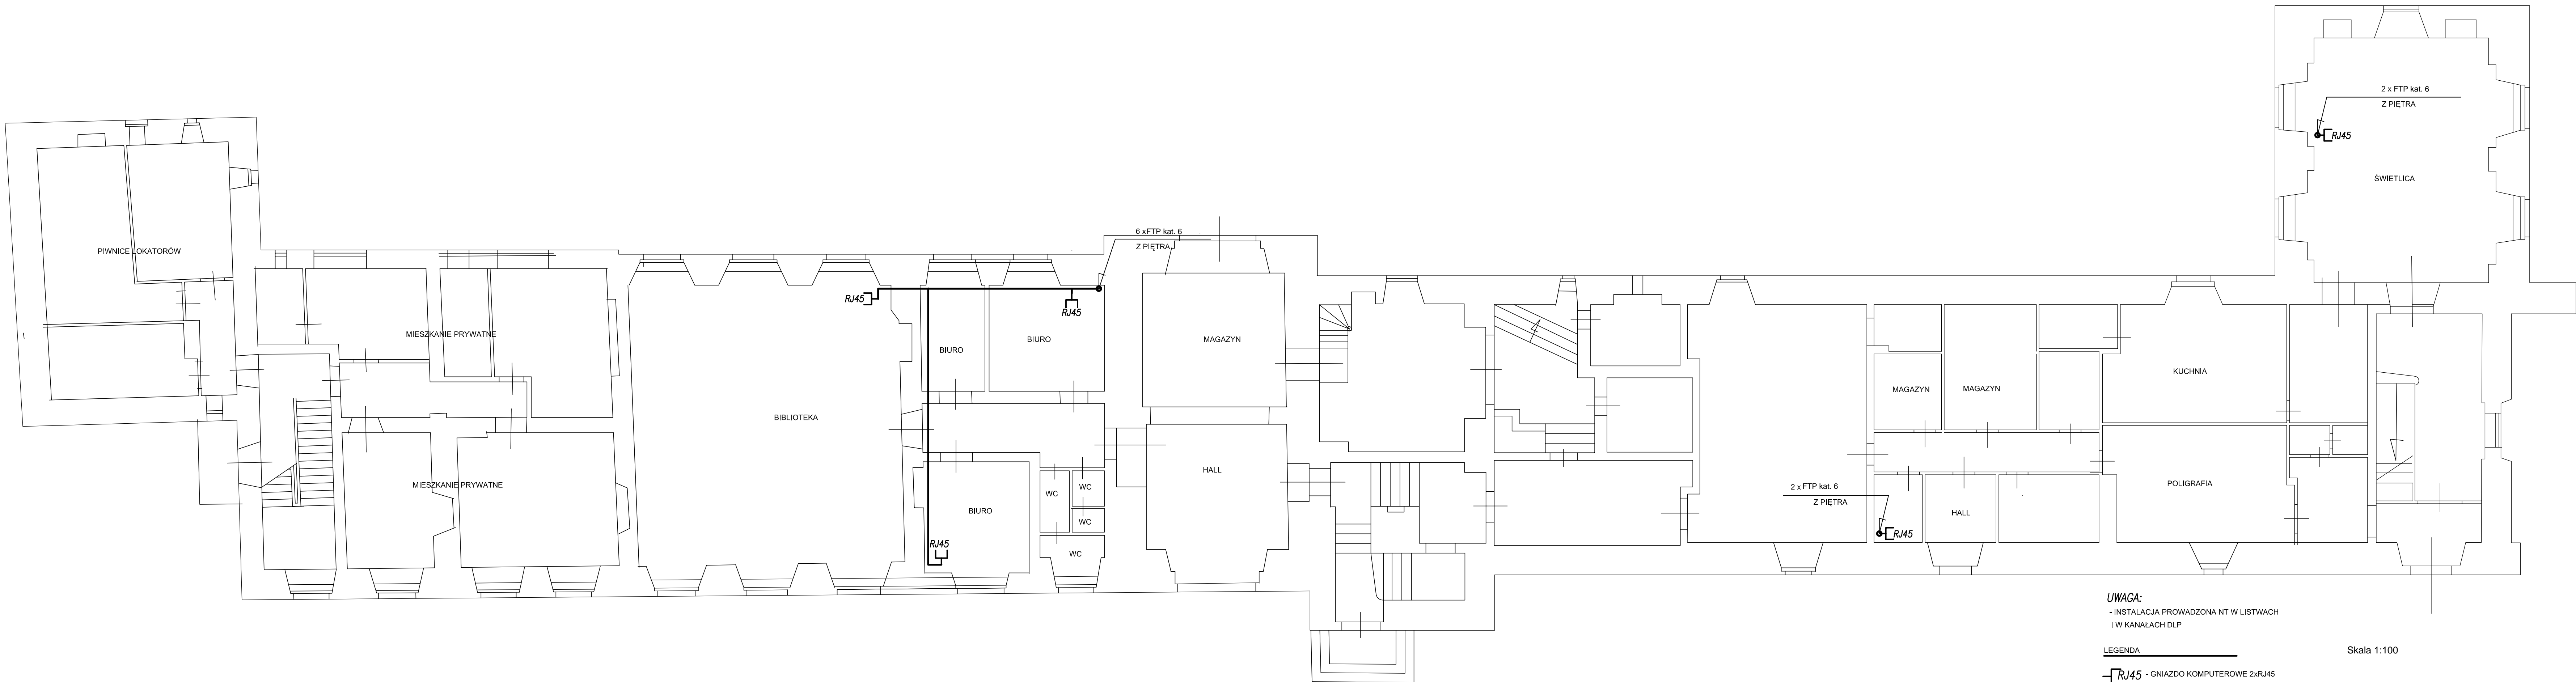 2 x FTP kat. 6
Z PIĘTRA
RJ45
ŚWIETLICA
PIWNICE LOKATORÓW
6 xFTP kat. 6
Z PIĘTRA
RJ45
RJ45
MIESZKANIE PRYWATNE
BIURO
BIURO
MAGAZYN
KUCHNIA
MAGAZYN
MAGAZYN
BIBLIOTEKA
HALL
MIESZKANIE PRYWATNE
WC
WC
WC
WC
BIURO
RJ45
2 x FTP kat. 6
Z PIĘTRA
RJ45
HALL
POLIGRAFIA
UWAGA:
- INSTALACJA PROWADZONA NT W LISTWACH
I W KANAŁACH DLP
LEGENDA
Skala 1:100
RJ45 - GNIAZDO KOMPUTEROWE 2xRJ45